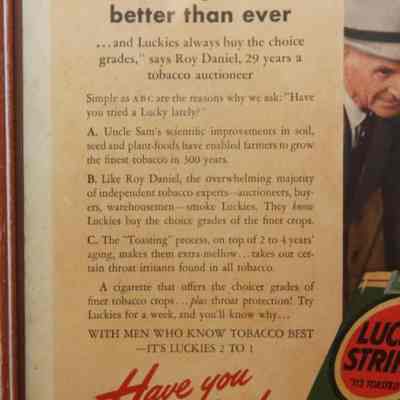 better than ever
...and Luckies always buy the choice
grades," says Roy Daniel, 29 years a
tobacco auctioneer
Simple as A B C are the reasons why we ask: "Have
you tried a Lucky lately?"
A. Uncle Sam's scientific improvements in soil,
seed and plant-foods have enabled farmers to grow
the finest tobacco in 300 years.
B. Like Roy Daniel, the overwhelming majority
of independent tobacco experts—auctioneers, buy-
ers, warehousemen—smoke Luckies. They know
Luckies buy the choice grades of the finer crops.
C. The "Toasting" process, on top of 2 to 4 years'
aging, makes them extra-mellow...takes out cer-
tain throat irritants found in all tobacco.
A cigarette that offers the choicer grades of
finer tobacco crops...plus throat protection! Try
Luckies for a week, and you'll know why...
WITH MEN WHO KNOW TOBACCO BEST
—IT'S LUCKIES 2 TO 1
Have you
LUC
STRI
"IT'S TOASTED